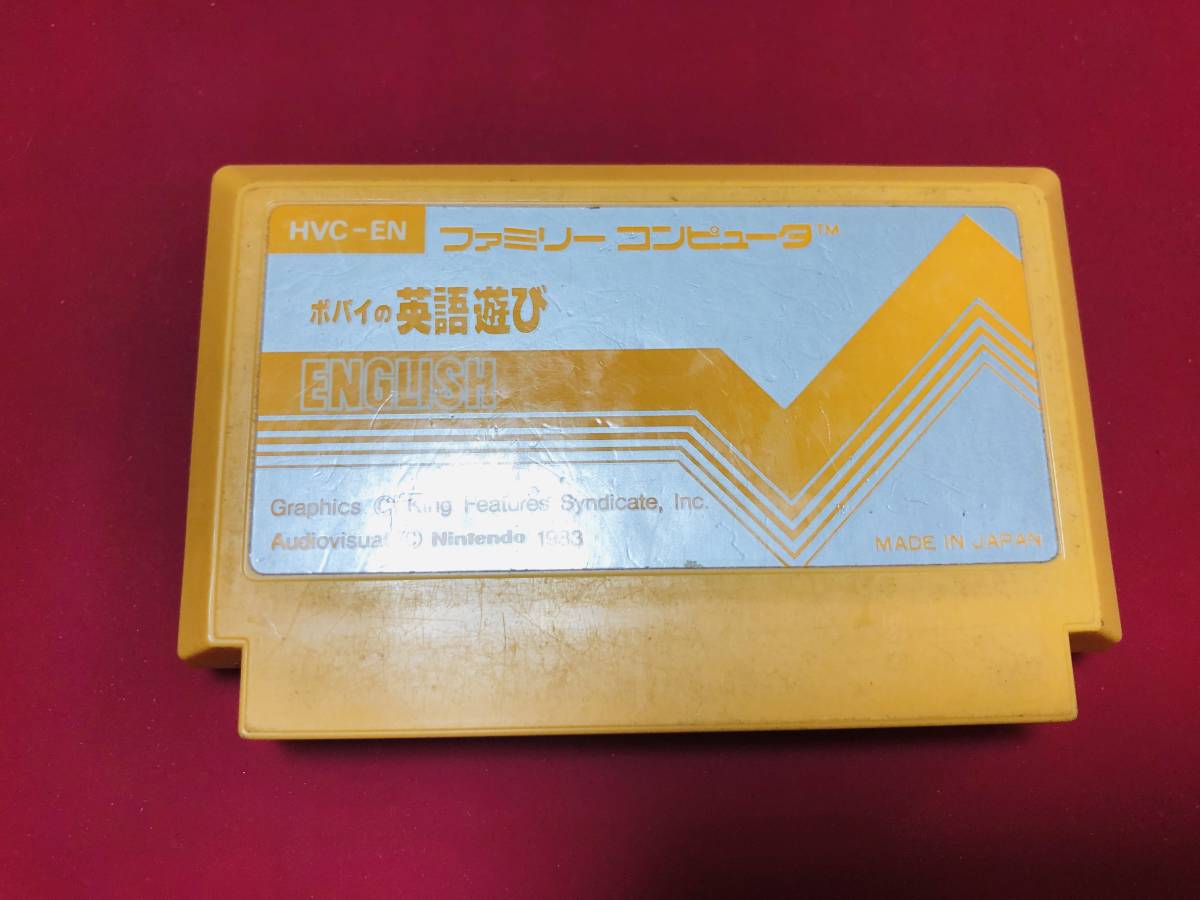 HVC-EN
ファミリー コンピュータ™
ポパイの英語遊び
ENGLISH
Graphics © King Features Syndicate, Inc.
Audiovisual © Nintendo 1983
MADE IN JAPAN